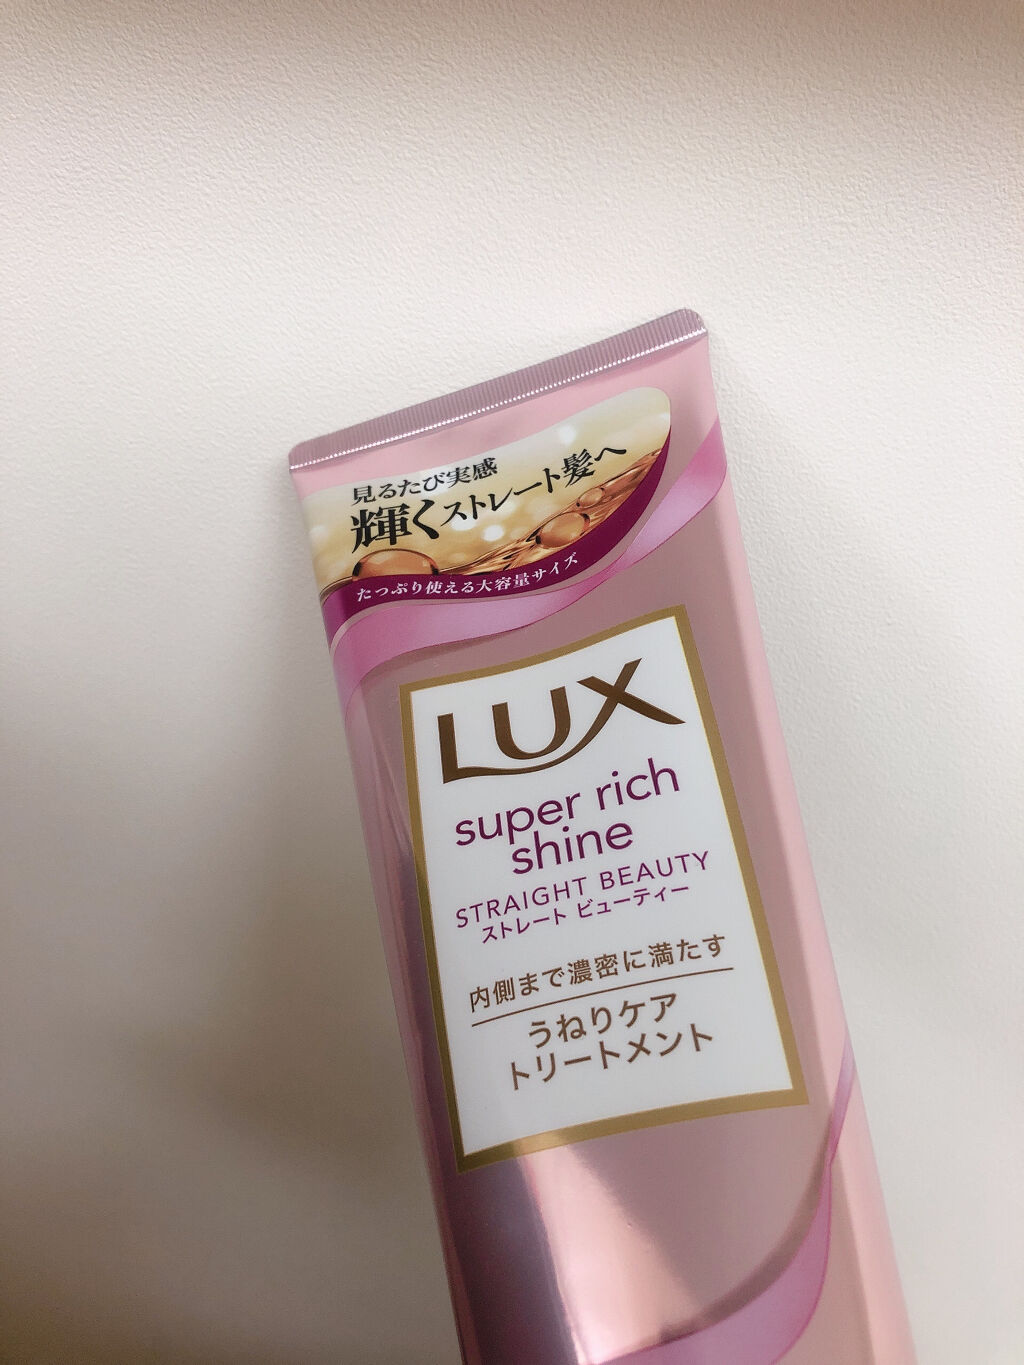 見るたび実感
輝くストレート髪へ
たっぷり使える大容量サイズ
LUX
super rich
shine
STRAIGHT BEAUTY
ストレート ビューティー
内側まで濃密に満たす
うねりケア
トリートメント